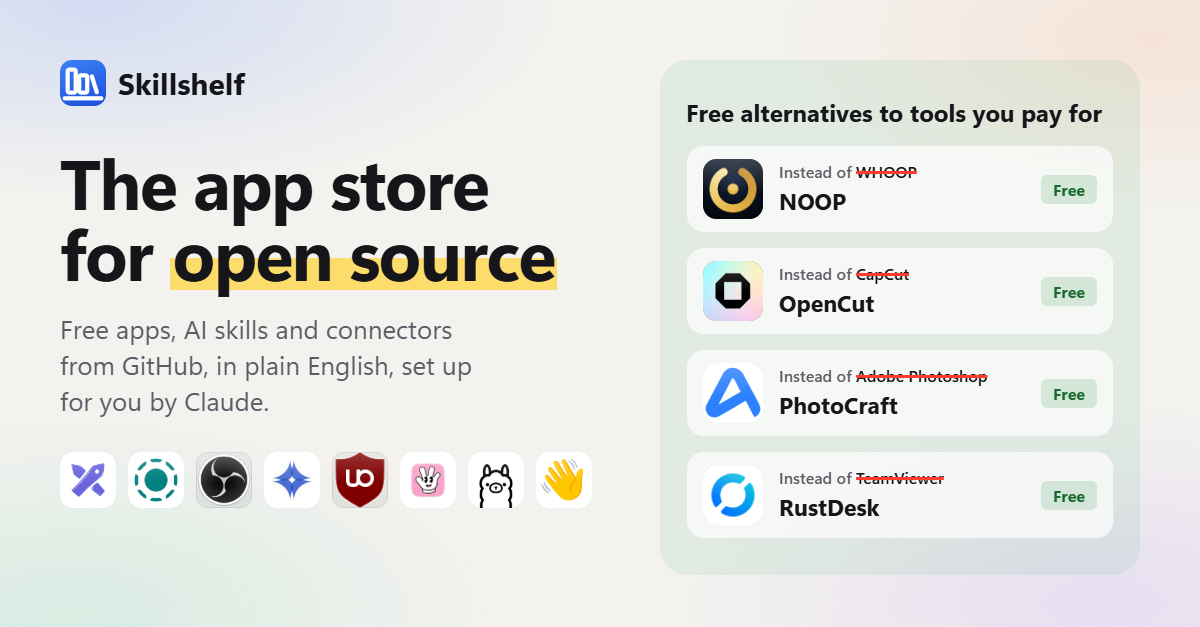 Skillshelf
The app store
for open source
Free apps, AI skills and connectors
from GitHub, in plain English, set up
for you by Claude.
Free alternatives to tools you pay for
Instead of WHOOP
NOOP
Free
Instead of CapCut
OpenCut
Free
Instead of Adobe Photoshop
PhotoCraft
Free
Instead of TeamViewer
RustDesk
Free